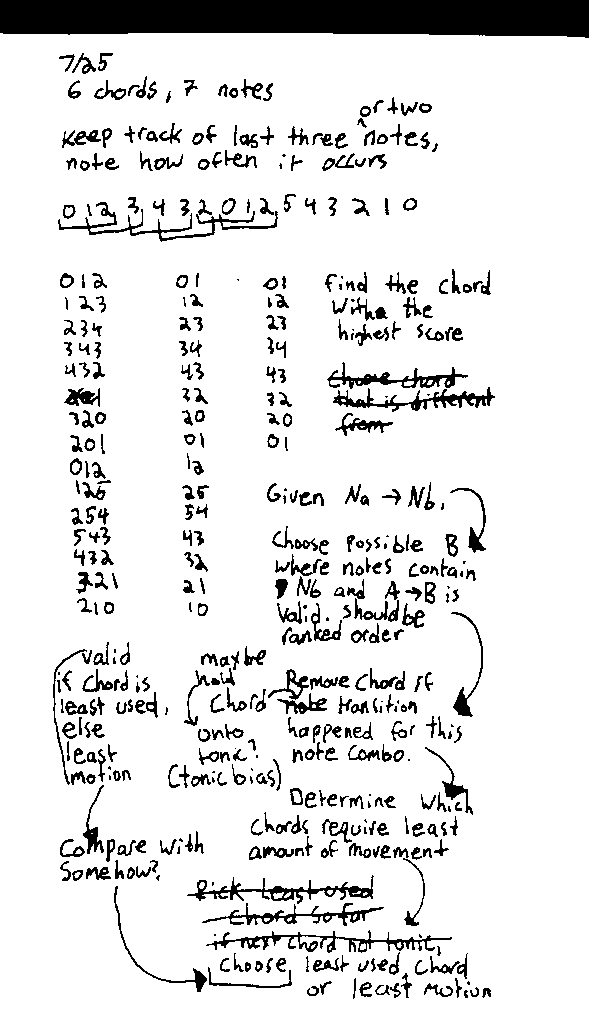 7/25
6 chords, 7 notes
or two
keep track of last three ^ notes,
note how often it occurs
0 1 2 3 4 3 2 0 1 2 5 4 3 2 1 0
012 01 01
123 12 12
234 23 23
343 34 34
432 43 43
32 32
320 20 20
201 01 01
012 12
125 25
254 54
543 43
432 32
321 21
210 10
find the chord
with the
highest score
choose chord
that is different
from
Given Na → Nb,
choose possible B
where notes contain
Nb and A→B is
valid. should be
ranked order
Remove Chord if
note transition
happened for this
note combo.
Determine which
chords require least
amount of movement
Pick least used
chord so far
if next chord not tonic,
choose least used chord
or least motion
valid
if chord is
least used,
else
least
motion
Compare with
Somehow?
maybe
hold
Chord
onto
tonic?
(tonic bias)